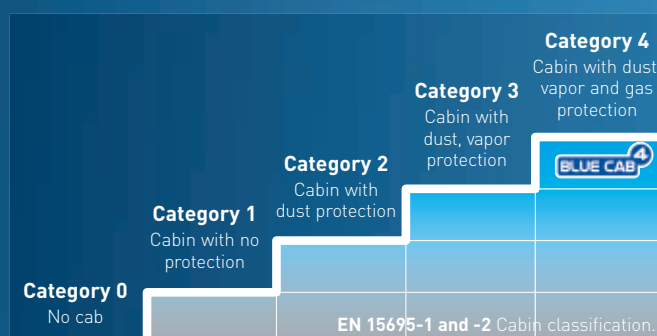 Category 4
Cabin with dust
vapor and gas
protection
Category 3
Cabin with
dust, vapor
protection
BLUE CAB 4
Category 2
Cabin with
dust protection
Category 1
Cabin with no
protection
Category 0
No cab
EN 15695-1 and -2 Cabin classification.